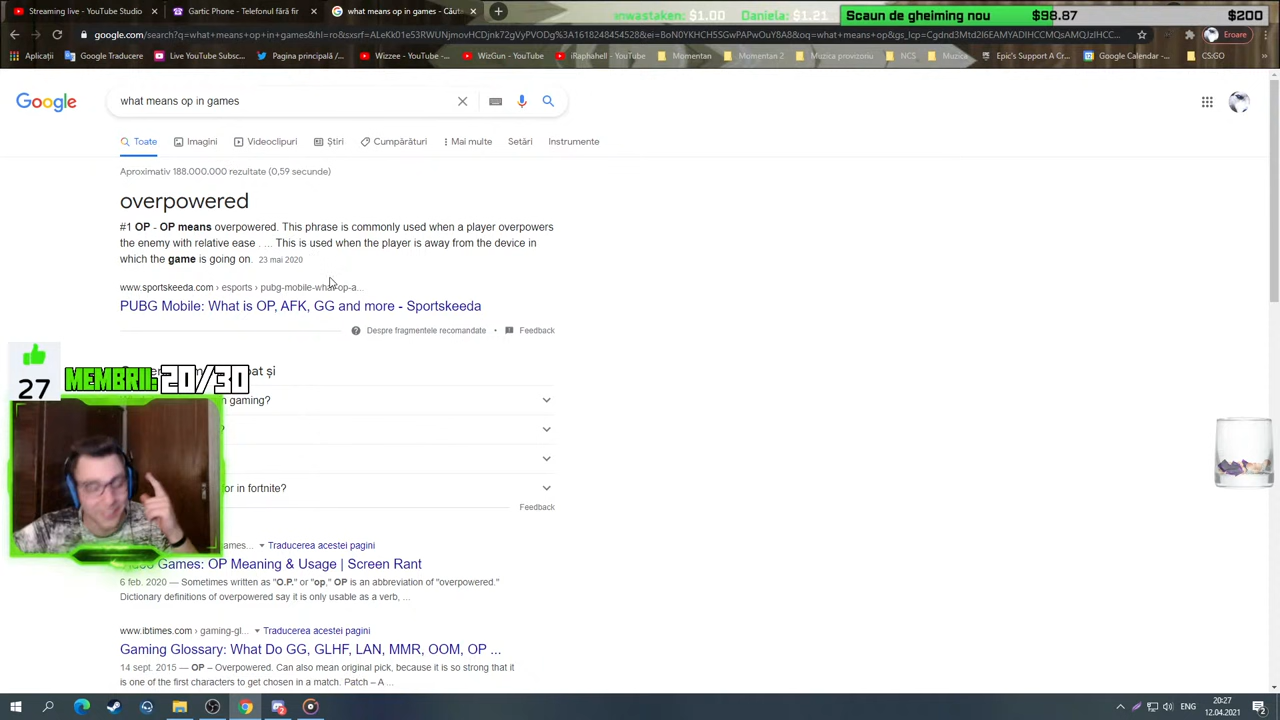 Streaming live - YouTube Studio
Garlic Phone - Telefonul fără fir
what means op in games - Cău
inwastaken: $1.00 Daniela: $1.21
Scaun de gheiming nou $98.87 $200
google.com/search?q=what+means+op+in+games&hl=ro&sxsrf=
Eroare
Aplicații
Google Traducere
Live YouTube Subsc...
Pagina principală /...
Wizzee - YouTube -...
WizGun - YouTube
iRaphahell - YouTube
Momentan
Momentan 2
Muzica provizoriu
NCS
Muzica
Epic's Support A Cr...
Google Calendar -...
CS:GO
Google
what means op in games
Toate
Imagini
Videoclipuri
Știri
Cumpărături
Mai multe
Setări
Instrumente
Aproximativ 188.000.000 rezultate (0,59 secunde)
overpowered
#1 OP - OP means overpowered. This phrase is commonly used when a player overpowers
the enemy with relative ease . ... This is used when the player is away from the device in
which the game is going on. 23 mai 2020
www.sportskeeda.com › esports › pubg-mobile-what-op-a...
PUBG Mobile: What is OP, AFK, GG and more - Sportskeeda
Despre fragmentele recomandate • Feedback
27
MEMBRII: 20/30
bat și
n gaming?
?
or in fortnite?
Feedback
ames... Traducerea acestei pagini
Games: OP Meaning & Usage | Screen Rant
6 feb. 2020 — Sometimes written as "O.P." or "op," OP is an abbreviation of "overpowered."
Dictionary definitions of overpowered say it is only usable as a verb, ...
www.ibtimes.com › gaming-gl... Traducerea acestei pagini
Gaming Glossary: What Do GG, GLHF, LAN, MMR, OOM, OP ...
14 sept. 2015 — OP – Overpowered. Can also mean original pick, because it is so strong that it
is one of the first characters to get chosen in a match. Patch – A ...
ENG
20:27
12.04.2021
2